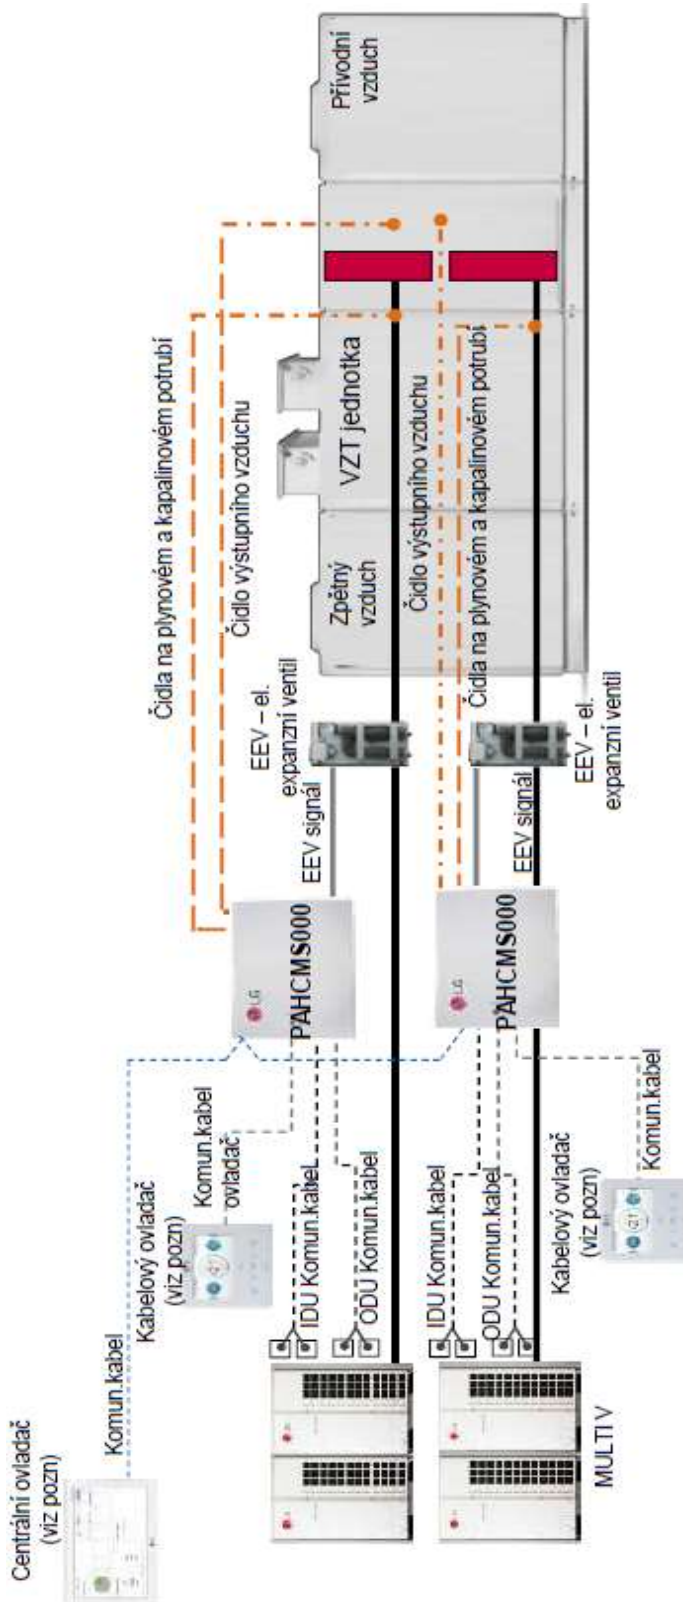 Centrální ovladač
(viz pozn)
Komun.kabel
Kabelový ovladač
(viz pozn)
Komun.kabel
ovladač
IDU Komun.kabel
ODU Komun.kabel
LG
PAHCMS000
EEV signál
EEV – el.
expanzní ventil
Čidla na plynovém a kapalinovém potrubí
Čidlo výstupního vzduchu
Zpětný
vzduch
VZT jednotka
Přívodní
vzduch
MULTI V
IDU Komun.kabel
ODU Komun.kabel
Kabelový ovladač
(viz pozn)
Komun.kabel
LG
PAHCMS000
EEV signál
EEV – el.
expanzní ventil
Čidlo výstupního vzduchu
Čidla na plynovém a kapalinovém potrubí